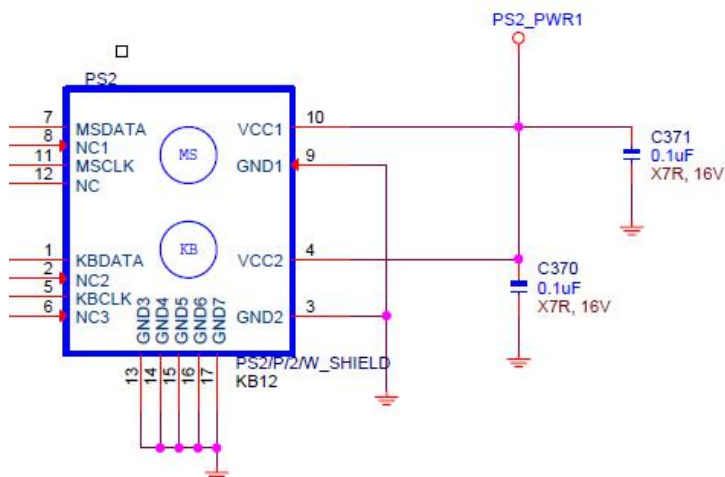 PS2_PWR1
PS2
7 MSDATA VCC1 10
8 NC1
11 MSCLK GND1 9
12 NC
MS
C371
0.1uF
X7R, 16V
1 KBDATA VCC2 4
2 NC2
5 KBCLK
6 NC3 GND2 3
KB
GND3
GND4
GND5
GND6
GND7
C370
0.1uF
X7R, 16V
PS2/P/2/W_SHIELD
KB12
13
14
15
16
17